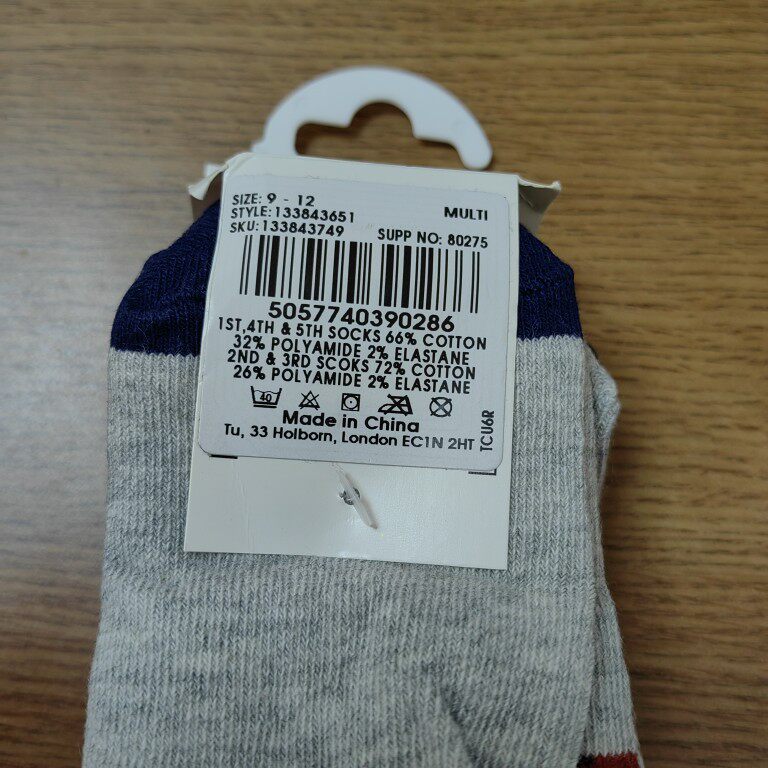 SIZE: 9 - 12
STYLE:133843651 MULTI
SKU:133843749 SUPP NO: 80275
5057740390286
1ST,4TH & 5TH SOCKS 66% COTTON
32% POLYAMIDE 2% ELASTANE
2ND & 3RD SCOKS 72% COTTON
26% POLYAMIDE 2% ELASTANE
40
Made in China
Tu, 33 Holborn, London EC1N 2HT
TCU6R